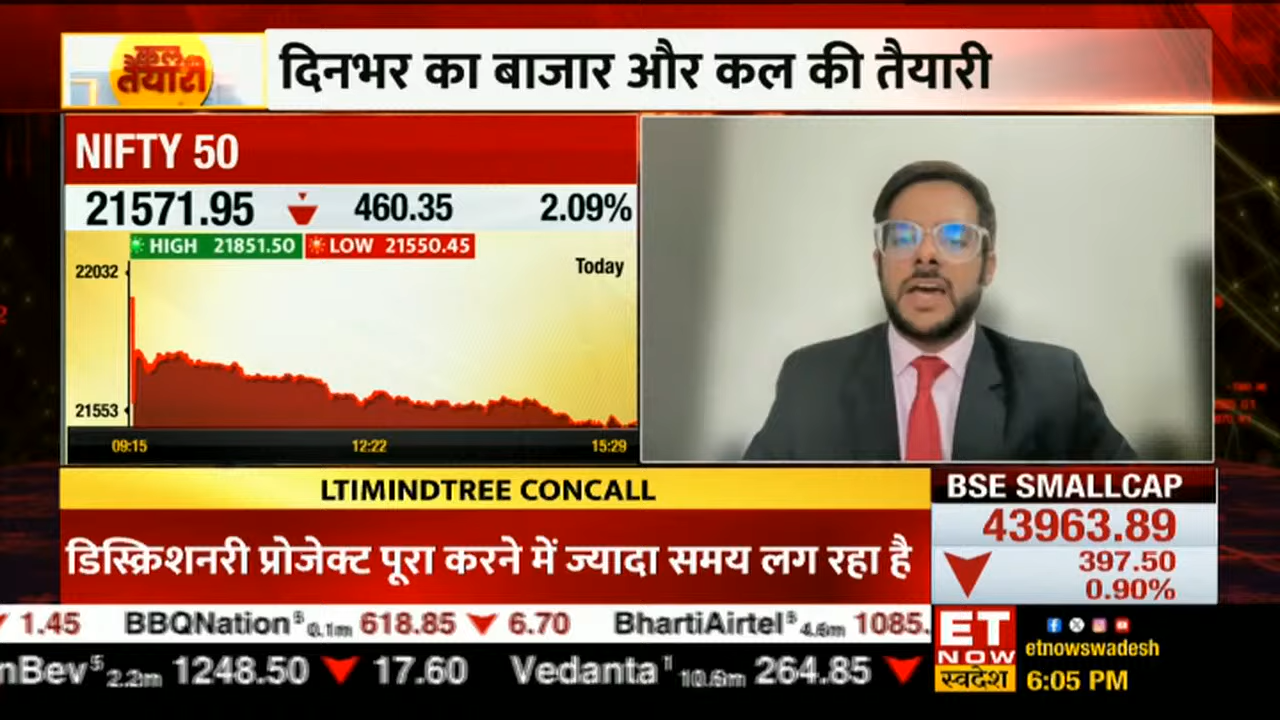 कल की तैयारी
दिनभर का बाजार और कल की तैयारी
NIFTY 50
21571.95 460.35 2.09%
HIGH 21851.50 LOW 21550.45
Today
22032
21553
09:15 12:22 15:29
LTIMINDTREE CONCALL
डिस्क्रिशनरी प्रोजेक्ट पूरा करने में ज्यादा समय लग रहा है
BSE SMALLCAP
43963.89
397.50
0.90%
1.45 BBQNation 0.1m 618.85 6.70 BhartiAirtel 4.6m 1085.
nBev 2.2m 1248.50 17.60 Vedanta 10.6m 264.85
ET
NOW
स्वदेश
etnowswadesh
6:05 PM